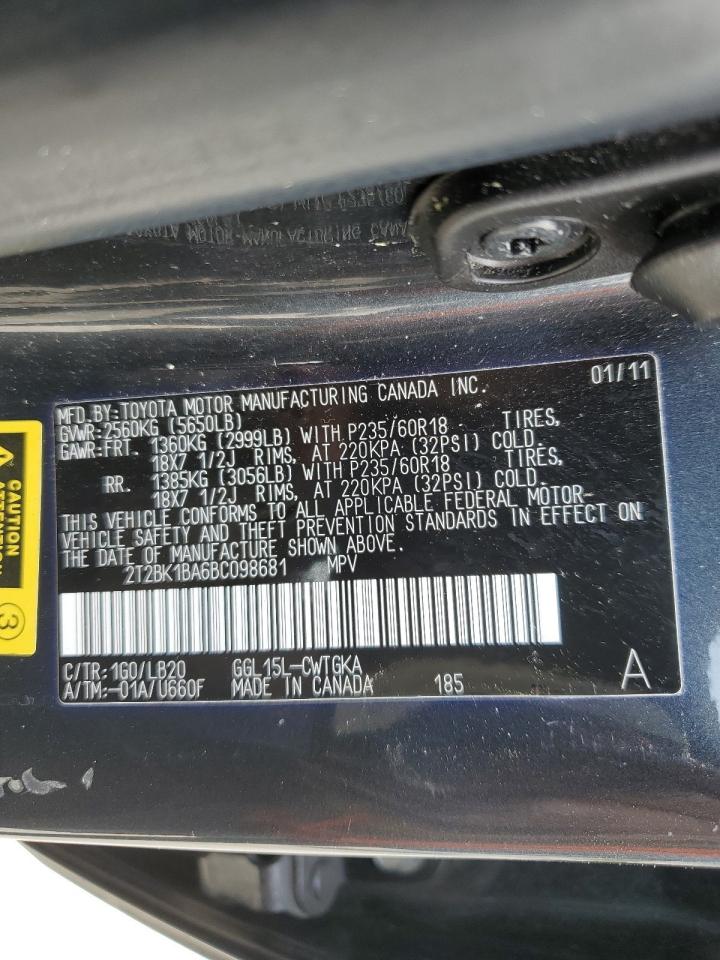 MFD.BY:TOYOTA MOTOR MANUFACTURING CANADA INC. 01/11
GVWR-2560KG (5650LB)
GAWR-FRT. 1360KG (2999LB) WITH P235/60R18 TIRES,
18X7 1/2J RIMS, AT 220KPA (32PSI) COLD.
RR. 1385KG (3056LB) WITH P235/60R18 TIRES,
18X7 1/2J RIMS, AT 220KPA (32PSI) COLD.
THIS VEHICLE CONFORMS TO ALL APPLICABLE FEDERAL MOTOR-
VEHICLE SAFETY AND THEFT PREVENTION STANDARDS IN EFFECT ON
THE DATE OF MANUFACTURE SHOWN ABOVE.
2T2BK1BA6BC098681 MPV
C/TR:1G0/LB20 GGL15L-CWTGKA
A/TM:-01A/U660F MADE IN CANADA 185 A
CAUTION
ATTENTION
3